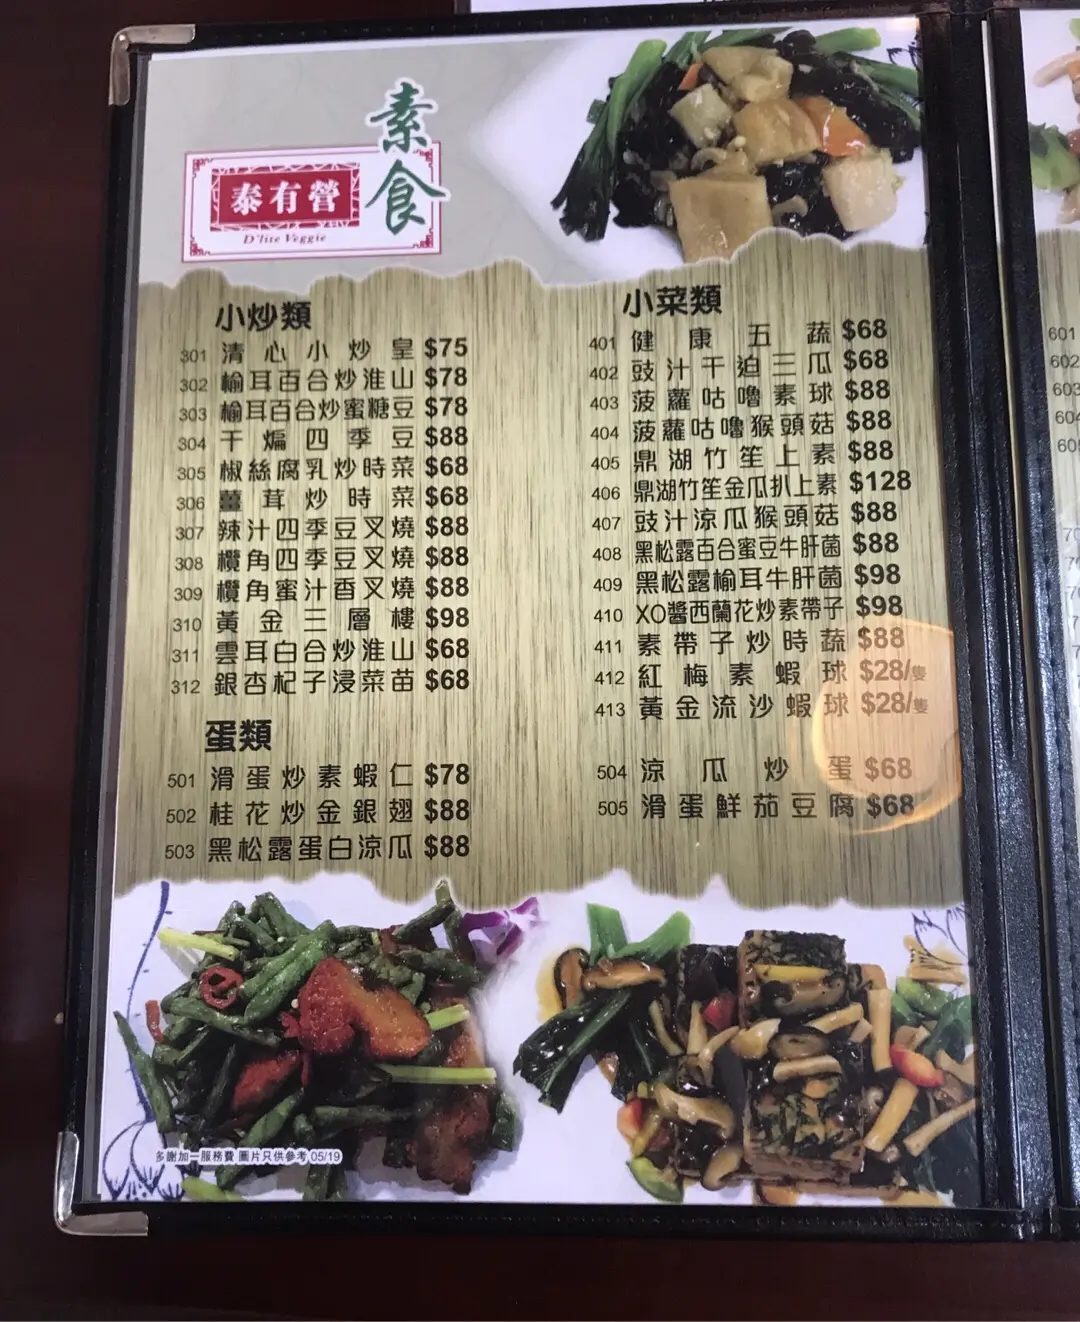 素食
泰有營
D'lite Veggie
小炒類
301 清心小炒皇 $75
302 榆耳百合炒淮山 $78
303 榆耳百合炒蜜糖豆 $78
304 干煸四季豆 $88
305 椒絲腐乳炒時菜 $68
306 薑茸炒時菜 $68
307 辣汁四季豆叉燒 $88
308 欖角四季豆叉燒 $88
309 欖角蜜汁香叉燒 $88
310 黃金三層樓 $98
311 雲耳白合炒淮山 $68
312 銀杏杞子浸菜苗 $68
小菜類
401 健康五蔬 $68
402 豉汁干迫三瓜 $68
403 菠蘿咕嚕素球 $88
404 菠蘿咕嚕猴頭菇 $88
405 鼎湖竹笙上素 $88
406 鼎湖竹笙金瓜扒上素 $128
407 豉汁涼瓜猴頭菇 $88
408 黑松露百合蜜豆牛肝菌 $88
409 黑松露榆耳牛肝菌 $98
410 XO醬西蘭花炒素帶子 $98
411 素帶子炒時蔬 $88
412 紅梅素蝦球 $28/隻
413 黃金流沙蝦球 $28/隻
蛋類
501 滑蛋炒素蝦仁 $78
502 桂花炒金銀翅 $88
503 黑松露蛋白涼瓜 $88
504 涼瓜炒蛋 $68
505 滑蛋鮮茄豆腐 $68
多謝加一服務費 圖片只供參考 05/19
601
602
603